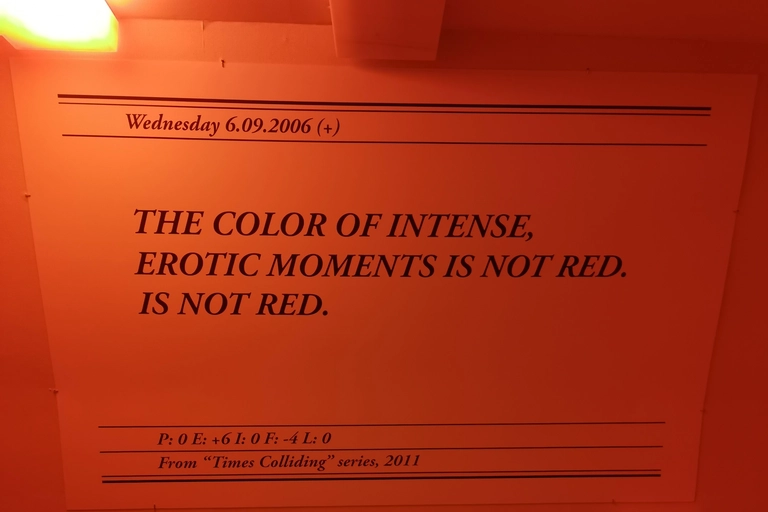 Wednesday 6.09.2006 (+)
THE COLOR OF INTENSE,
EROTIC MOMENTS IS NOT RED.
IS NOT RED.
P: 0 E: +6 I: 0 F: -4 L: 0
From “Times Colliding” series, 2011